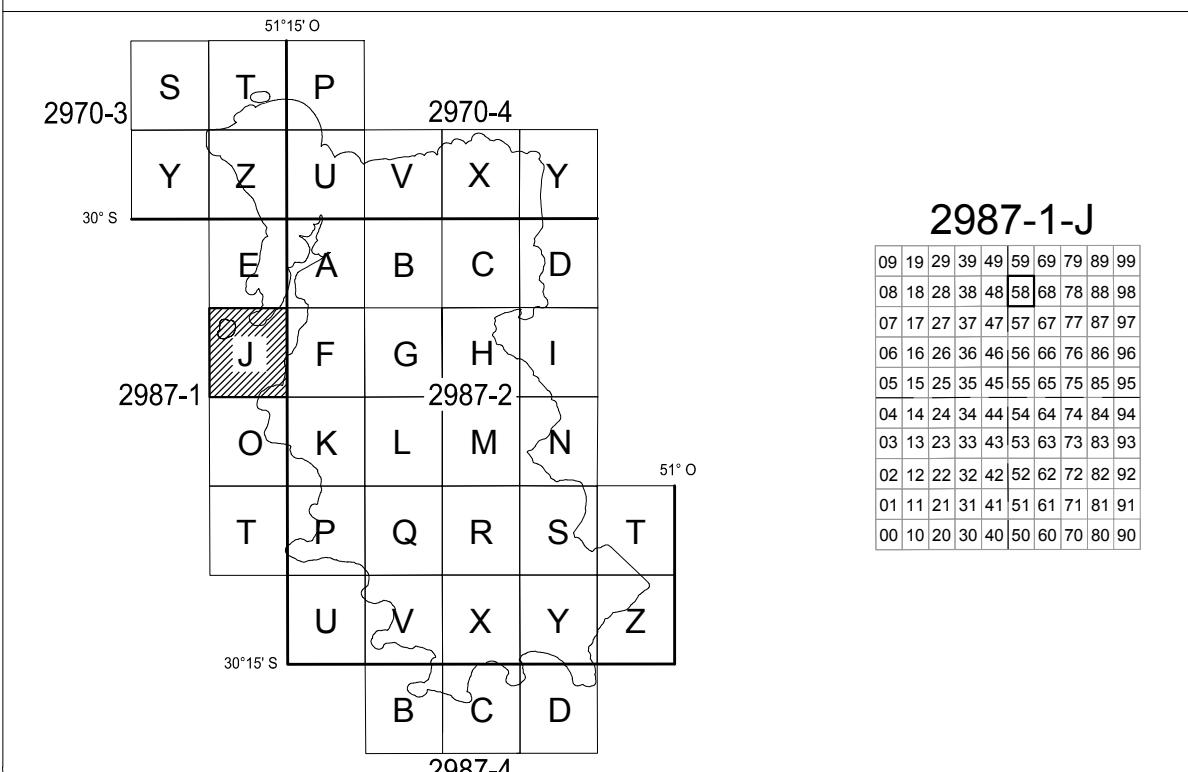 51°15' O
S T P
2970-3
2970-4
Y Z U V X Y
30° S
E A B C D
J F G H I
2987-1
2987-2
O K L M N
51° O
T P Q R S T
U V X Y Z
30°15' S
B C D
2987-4
2987-1-J
09 19 29 39 49 59 69 79 89 99
08 18 28 38 48 58 68 78 88 98
07 17 27 37 47 57 67 77 87 97
06 16 26 36 46 56 66 76 86 96
05 15 25 35 45 55 65 75 85 95
04 14 24 34 44 54 64 74 84 94
03 13 23 33 43 53 63 73 83 93
02 12 22 32 42 52 62 72 82 92
01 11 21 31 41 51 61 71 81 91
00 10 20 30 40 50 60 70 80 90